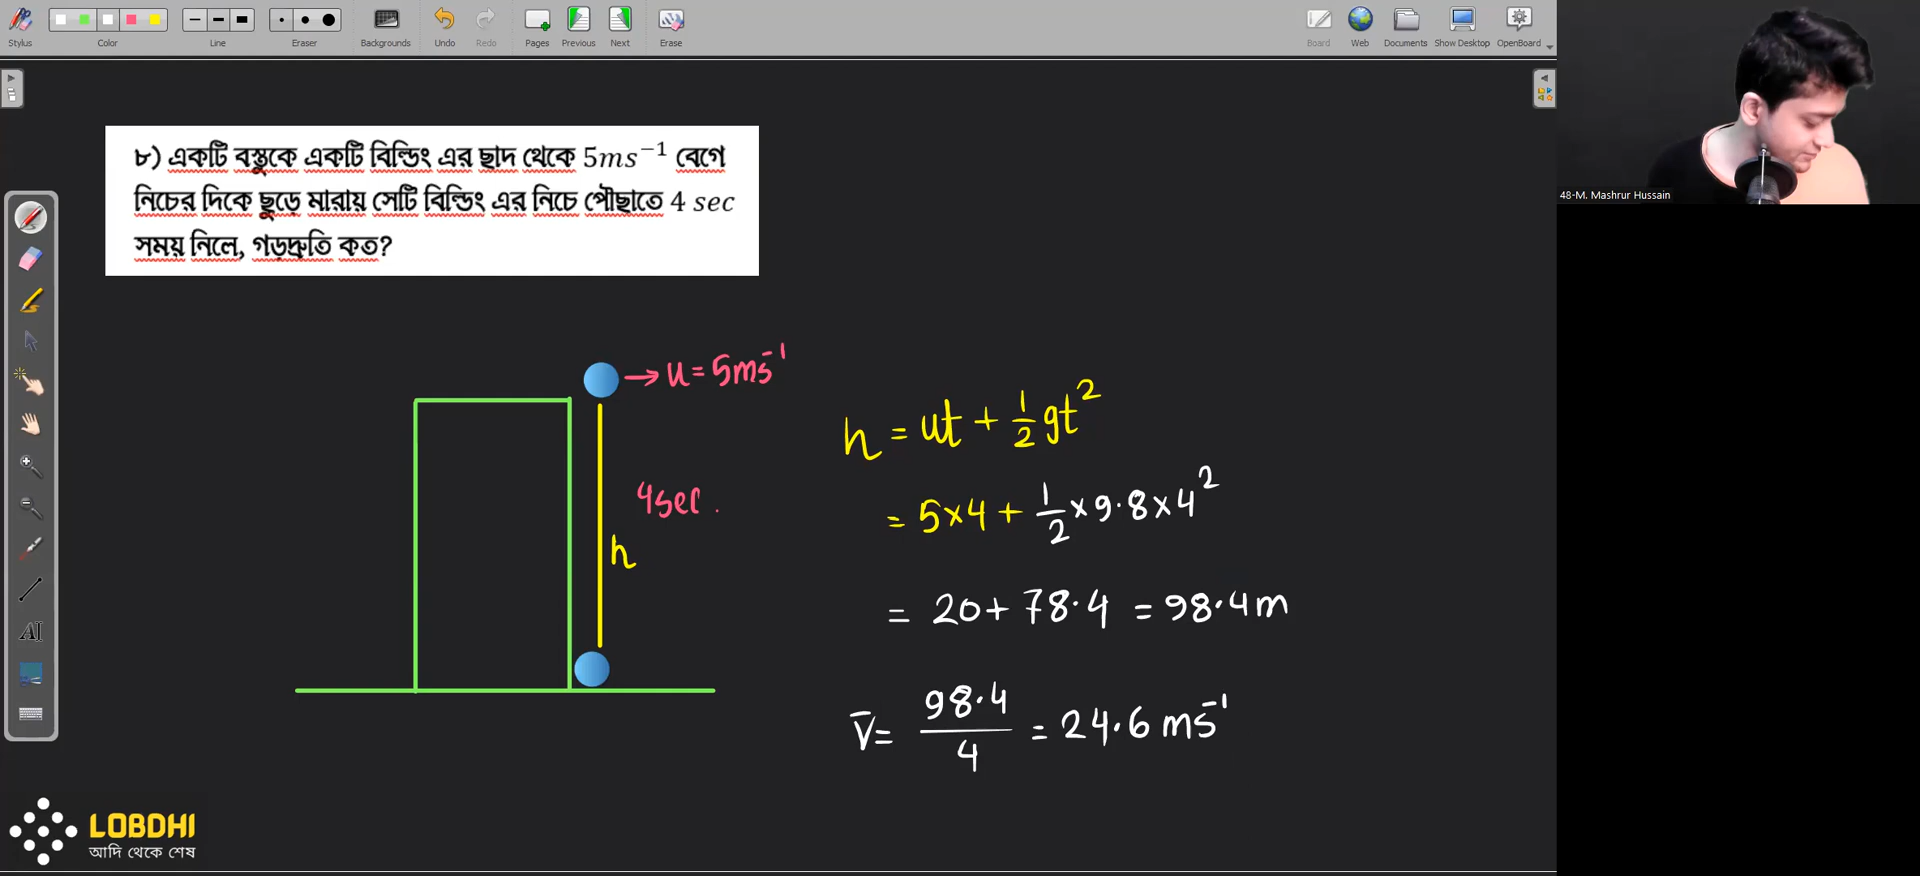 Stylus
Color
Line
Eraser
Backgrounds
Undo
Redo
Pages
Previous
Next
Erase
Board
Web
Documents
Show Desktop
OpenBoard
48-M. Mashrur Hussain
৮) একটি বস্তুকে একটি বিল্ডিং এর ছাদ থেকে 5ms⁻¹ বেগে
নিচের দিকে ছুড়ে মারায় সেটি বিল্ডিং এর নিচে পৌছাতে 4 sec
সময় নিলে, গড়দ্রুতি কত?
→ u = 5ms⁻¹
4sec.
h
h = ut + 1/2 gt²
= 5×4 + 1/2 × 9.8 × 4²
= 20 + 78.4 = 98.4m
v̄ = 98.4/4 = 24.6 ms⁻¹
LOBDHI
আদি থেকে শেষ